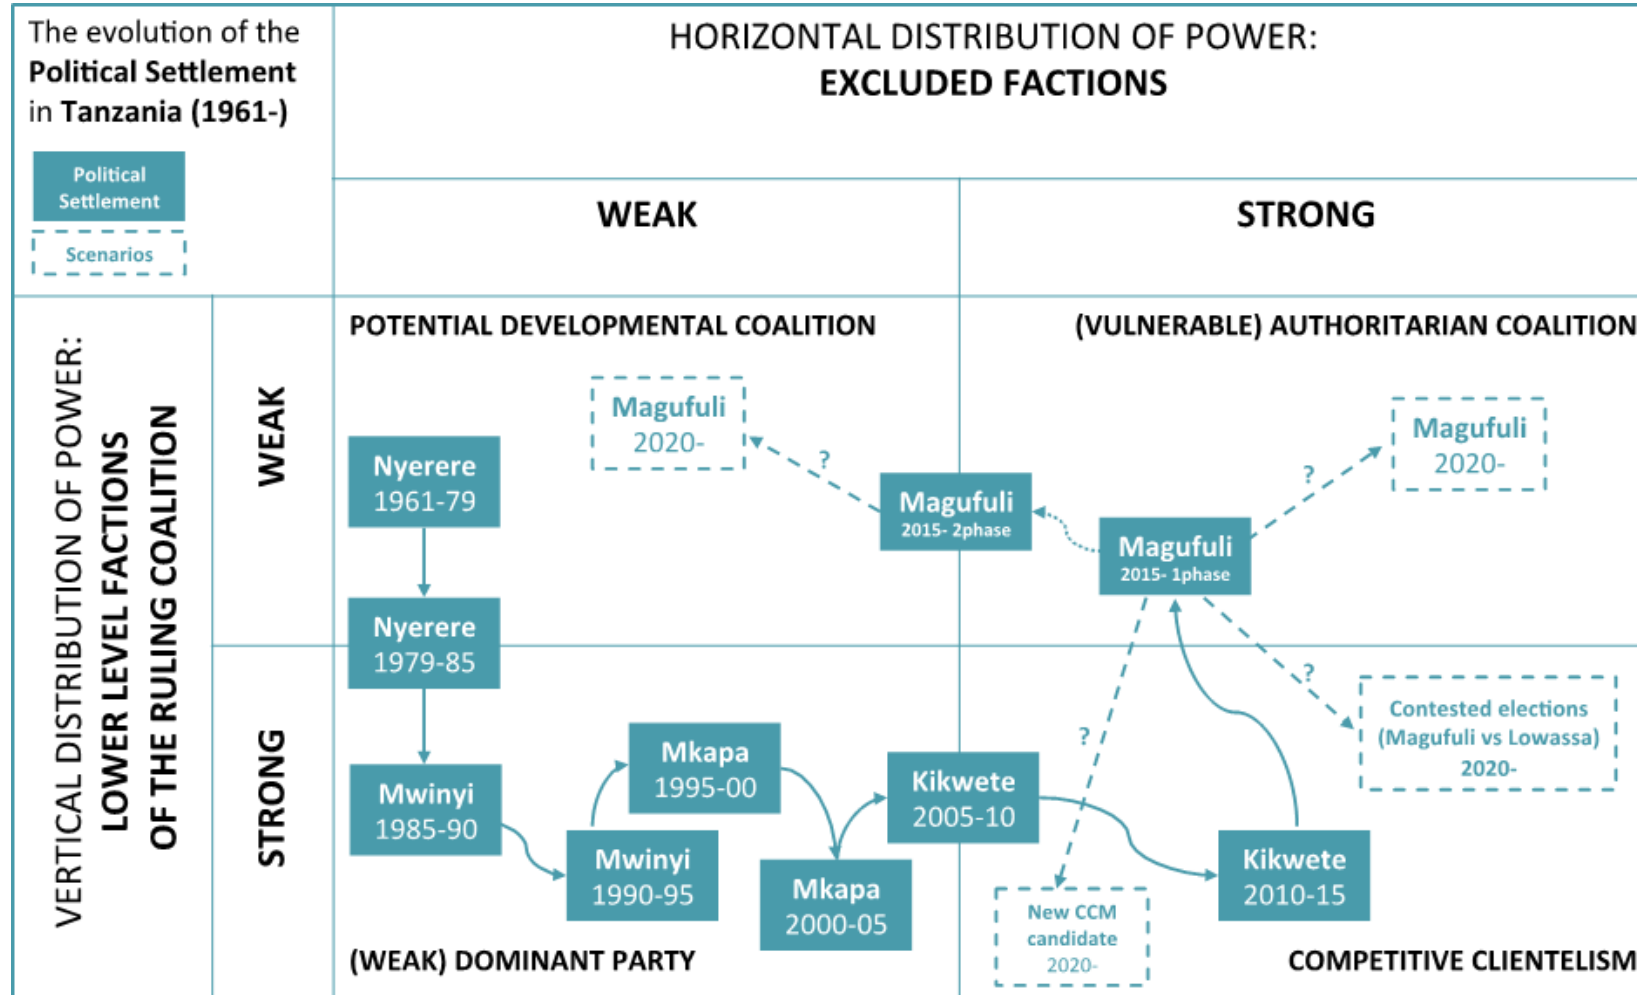 The evolution of the
Political Settlement
in Tanzania (1961-)
Political
Settlement
Scenarios
HORIZONTAL DISTRIBUTION OF POWER:
EXCLUDED FACTIONS
WEAK
STRONG
VERTICAL DISTRIBUTION OF POWER:
LOWER LEVEL FACTIONS
OF THE RULING COALITION
WEAK
STRONG
POTENTIAL DEVELOPMENTAL COALITION
Magufuli
2020-
?
Nyerere
1961-79
Nyerere
1979-85
Magufuli
2015- 2phase
(VULNERABLE) AUTHORITARIAN COALITION
Magufuli
2020-
?
Magufuli
2015- 1phase
Mwinyi
1985-90
Mwinyi
1990-95
Mkapa
1995-00
Mkapa
2000-05
Kikwete
2005-10
(WEAK) DOMINANT PARTY
?
?
Contested elections
(Magufuli vs Lowassa)
2020-
Kikwete
2010-15
New CCM
candidate
2020-
COMPETITIVE CLIENTELISM